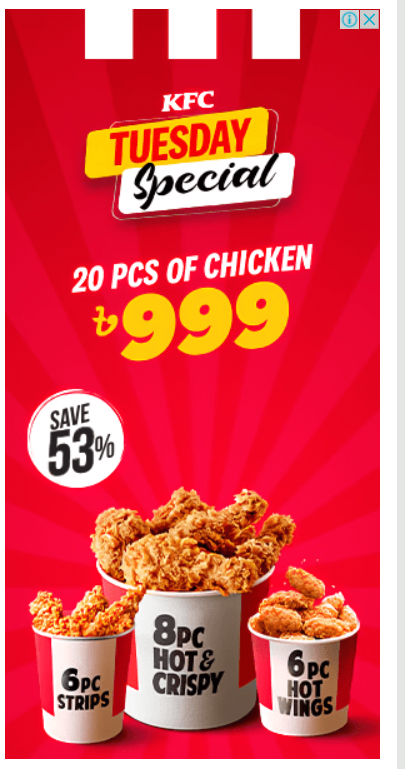 KFC
TUESDAY
Special
20 PCS OF CHICKEN
৳999
SAVE
53%
8PC
HOT &
CRISPY
6PC
STRIPS
6PC
HOT
WINGS